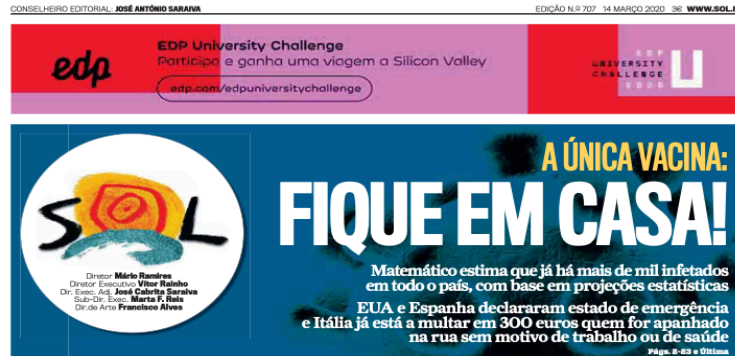 CONSELHEIRO EDITORIAL: JOSÉ ANTÓNIO SARAIVA
EDIÇÃO N.º 707 14 MARÇO 2020 3€ WWW.SOL.
edp
EDP University Challenge
Participa e ganha uma viagem a Silicon Valley
edp.com/edpuniversitychallenge
EDP
UNIVERSITY
CHALLENGE
2020
U
SOL
Diretor Mário Ramires
Diretor Executivo Vítor Rainho
Dir. Exec. Adj. José Cabrita Saraiva
Sub-Dir. Exec. Marta F. Reis
Dir. de Arte Francisco Alves
A ÚNICA VACINA:
FIQUE EM CASA!
Matemático estima que já há mais de mil infetados
em todo o país, com base em projeções estatísticas
EUA e Espanha declararam estado de emergência
e Itália já está a multar em 300 euros quem for apanhado
na rua sem motivo de trabalho ou de saúde
Págs. 2-23 e Última